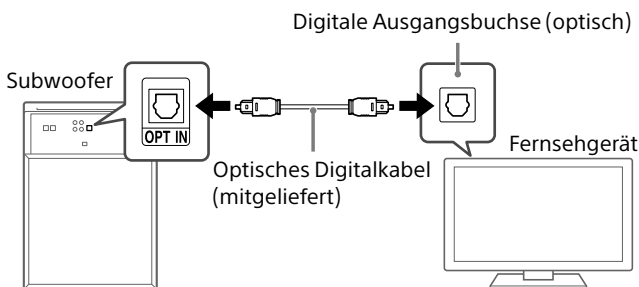 Digitale Ausgangsbuchse (optisch)
Subwoofer
OPT IN
Optisches Digitalkabel
(mitgeliefert)
Fernsehgerät